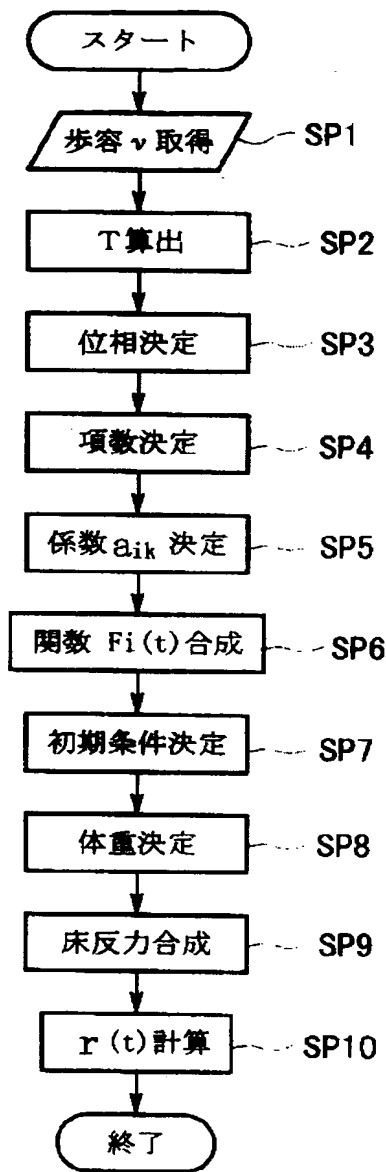 スタート
歩容ν取得 SP1
T算出 SP2
位相決定 SP3
項数決定 SP4
係数aik決定 SP5
関数 Fi(t)合成 SP6
初期条件決定 SP7
体重決定 SP8
床反力合成 SP9
r(t)計算 SP10
終了